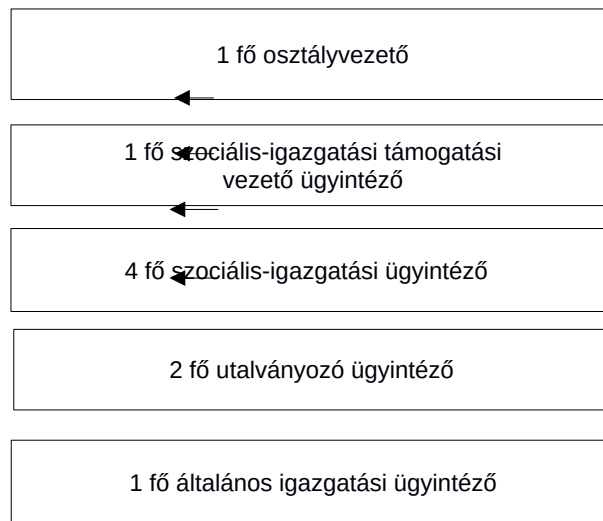 1 fő osztályvezető
1 fő szociális-igazgatási támogatási
vezető ügyintéző
4 fő szociális-igazgatási ügyintéző
2 fő utalványozó ügyintéző
1 fő általános igazgatási ügyintéző